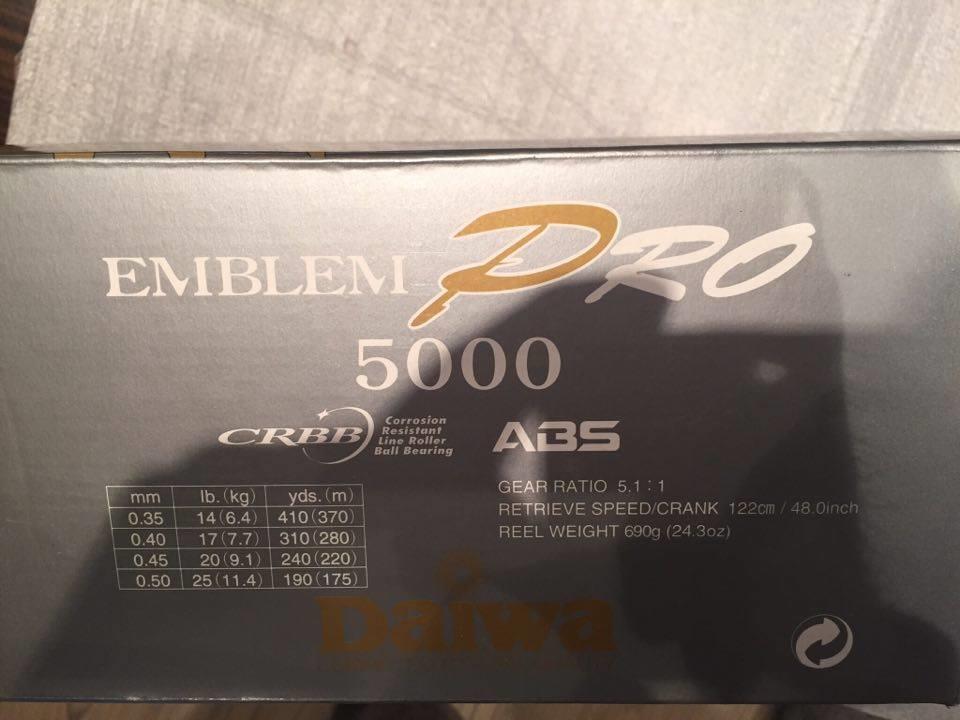 EMBLEM PRO
5000
CRBB Corrosion
Resistant
Line Roller
Ball Bearing
ABS
mm lb.(kg) yds.(m)
0.35 14(6.4) 410(370)
0.40 17(7.7) 310(280)
0.45 20(9.1) 240(220)
0.50 25(11.4) 190(175)
GEAR RATIO 5.1:1
RETRIEVE SPEED/CRANK 122cm / 48.0inch
REEL WEIGHT 690g (24.3oz)
Daiwa